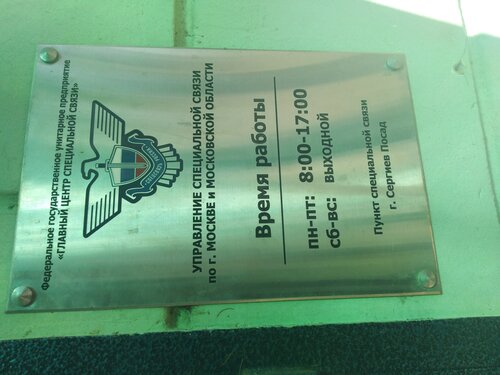 Федеральное государственное унитарное предприятие
«ГЛАВНЫЙ ЦЕНТР СПЕЦИАЛЬНОЙ СВЯЗИ»
УПРАВЛЕНИЕ СПЕЦИАЛЬНОЙ СВЯЗИ
по г. МОСКВЕ и МОСКОВСКОЙ ОБЛАСТИ
Время работы
пн-пт: 8:00-17:00
сб-вс: выходной
Пункт специальной связи
г. Сергиев Посад